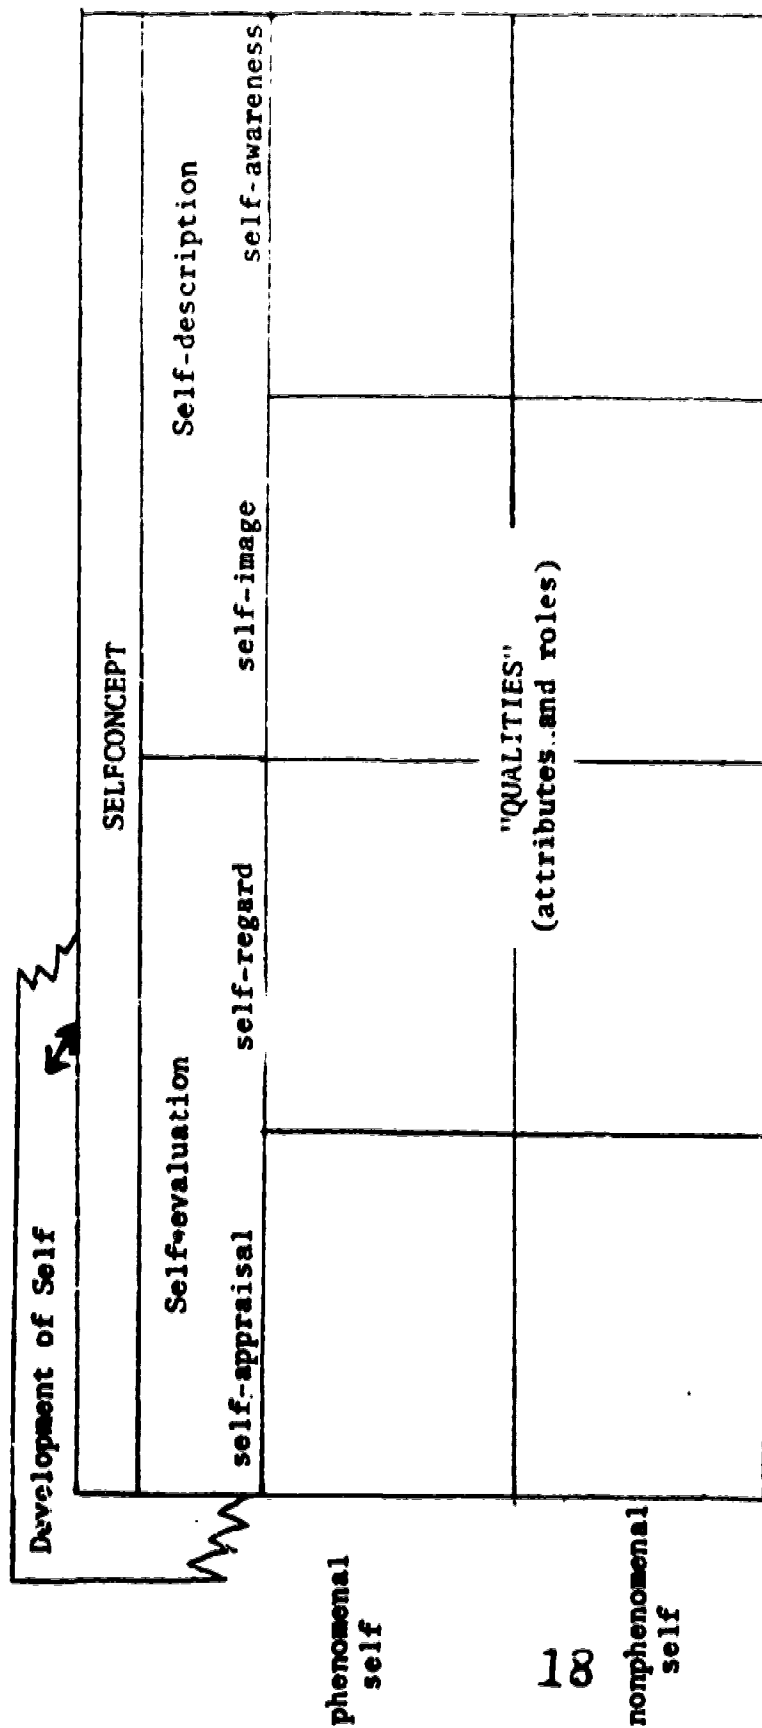 Development of Self
SELFCONCEPT
Self-evaluation
Self-description
self-appraisal
self-regard
self-image
self-awareness
phenomenal
self
"QUALITIES"
(attributes and roles)
nonphenomenal
self
18